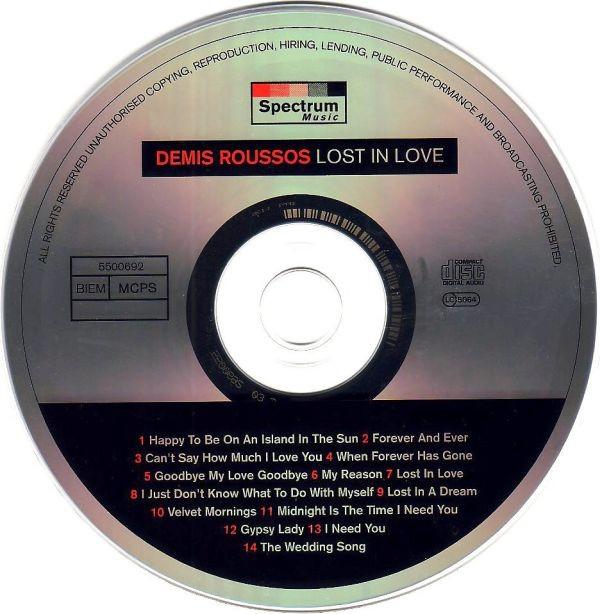 ALL RIGHTS RESERVED UNAUTHORISED COPYING, REPRODUCTION, HIRING, LENDING, PUBLIC PERFORMANCE AND BROADCASTING PROHIBITED.
Spectrum
Music
DEMIS ROUSSOS LOST IN LOVE
5500692
BIEM MCPS
COMPACT
disc
DIGITAL AUDIO
LC 5064
1 Happy To Be On An Island In The Sun 2 Forever And Ever
3 Can't Say How Much I Love You 4 When Forever Has Gone
5 Goodbye My Love Goodbye 6 My Reason 7 Lost In Love
8 I Just Don't Know What To Do With Myself 9 Lost In A Dream
10 Velvet Mornings 11 Midnight Is The Time I Need You
12 Gypsy Lady 13 I Need You
14 The Wedding Song